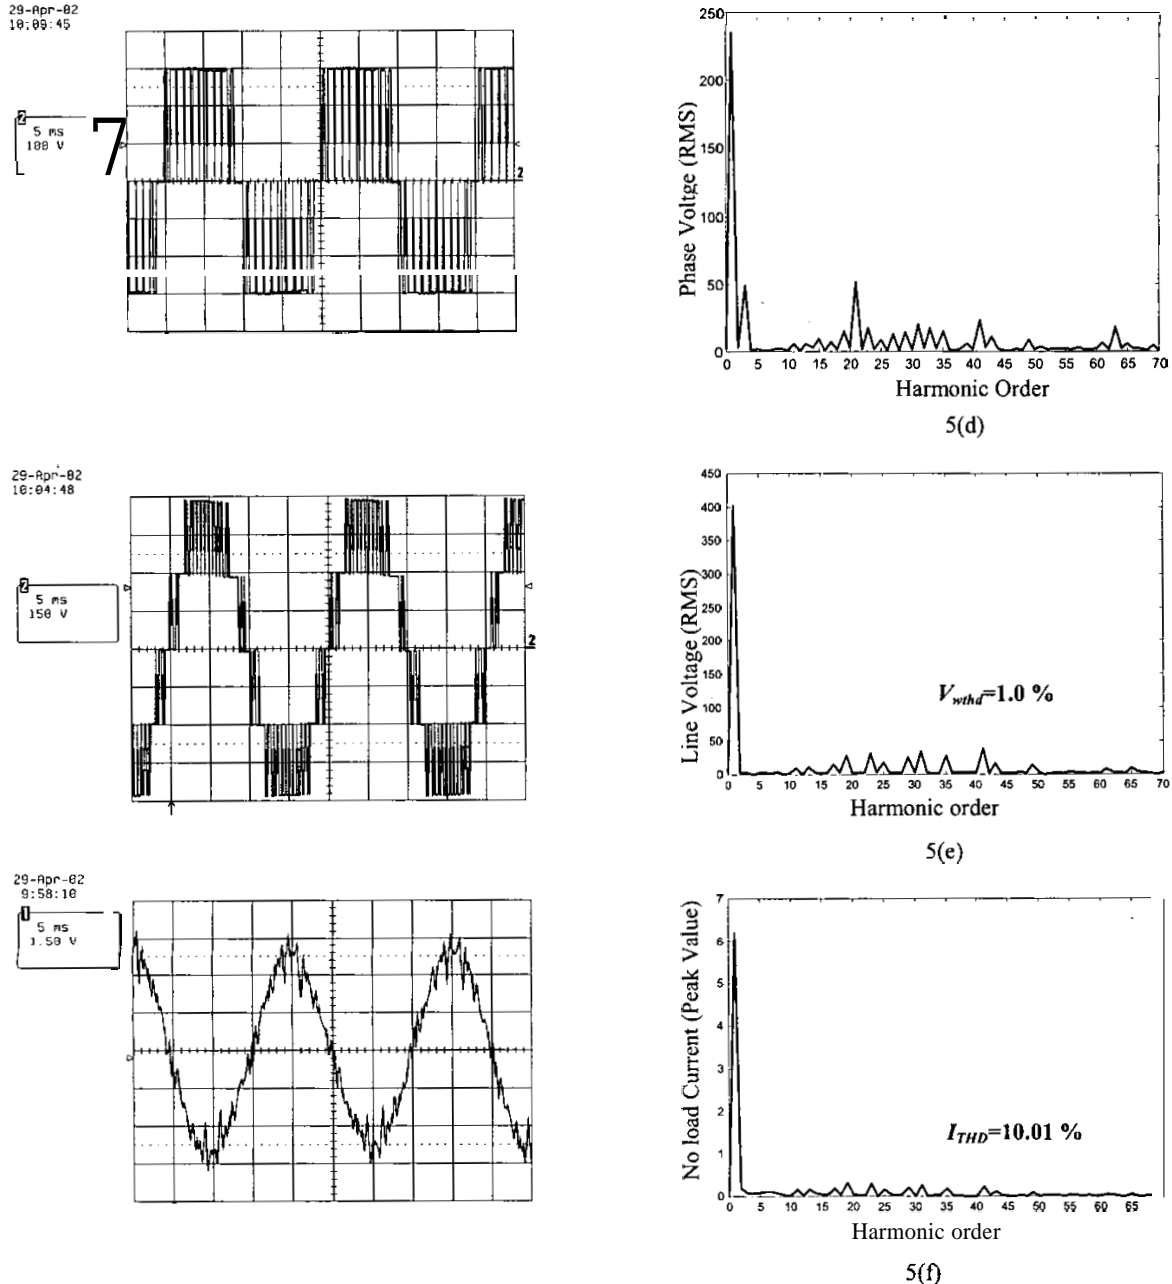 29-Apr-02
10:09:45
2
5 ms
100 V
7
2
250
200
150
100
50
0
Phase Voltge (RMS)
0 5 10 15 20 25 30 35 40 45 50 55 60 65 70
Harmonic Order
5(d)
29-Apr-02
10:04:48
2
5 ms
150 V
2
450
400
350
300
250
200
150
100
50
0
Line Voltage (RMS)
Vwthd=1.0 %
0 5 10 15 20 25 30 35 40 45 50 55 60 65 70
Harmonic order
5(e)
29-Apr-02
9:58:10
1
5 ms
1.50 V
7
6
5
4
3
2
1
0
No load Current (Peak Value)
ITHD=10.01 %
0 5 10 15 20 25 30 35 40 45 50 55 60 65
Harmonic order
5(f)